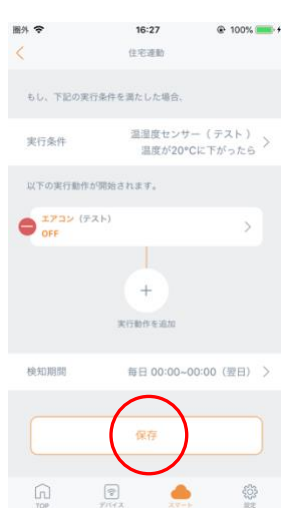 圏外 16:27 100%
住宅連動
もし、下記の実行条件を満たした場合、
実行条件 温湿度センサー（テスト）
温度が20℃に下がったら
以下の実行動作が開始されます。
エアコン（テスト）
OFF
実行動作を追加
検知期間 毎日 00:00~00:00（翌日）
保存
TOP デバイス スマート 設定